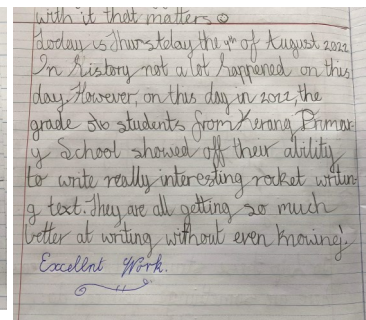 with it that matters☺
Today is Thurstday the 4th of August 2022
In history not a lot happened on this
day. However, on this day in 2022, the
grade 5/6 students from Kerang Primar-
y School showed off their ability
to write really interesting rocket writin-
g text. They are all getting so much
better at writing without even knowing!
Excellent Work.